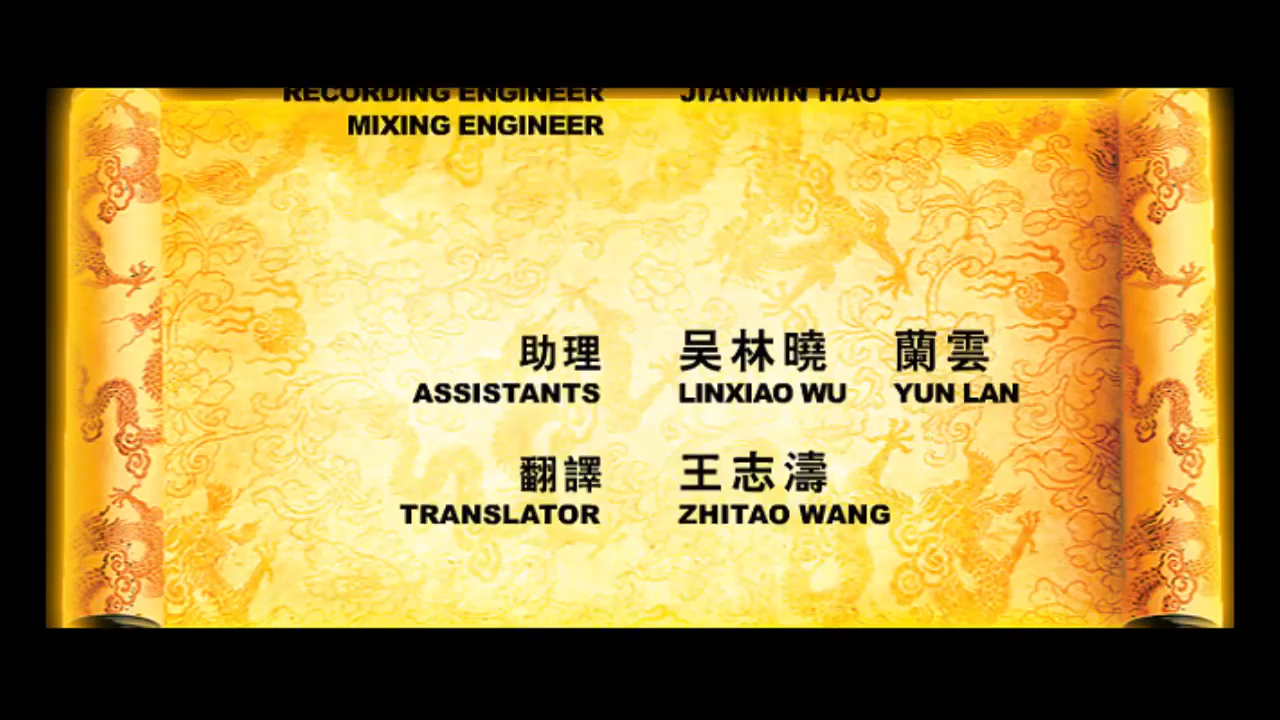 RECORDING ENGINEER JIANMIN HAO
MIXING ENGINEER
助理 吴林曉 蘭雲
ASSISTANTS LINXIAO WU YUN LAN
翻譯 王志濤
TRANSLATOR ZHITAO WANG